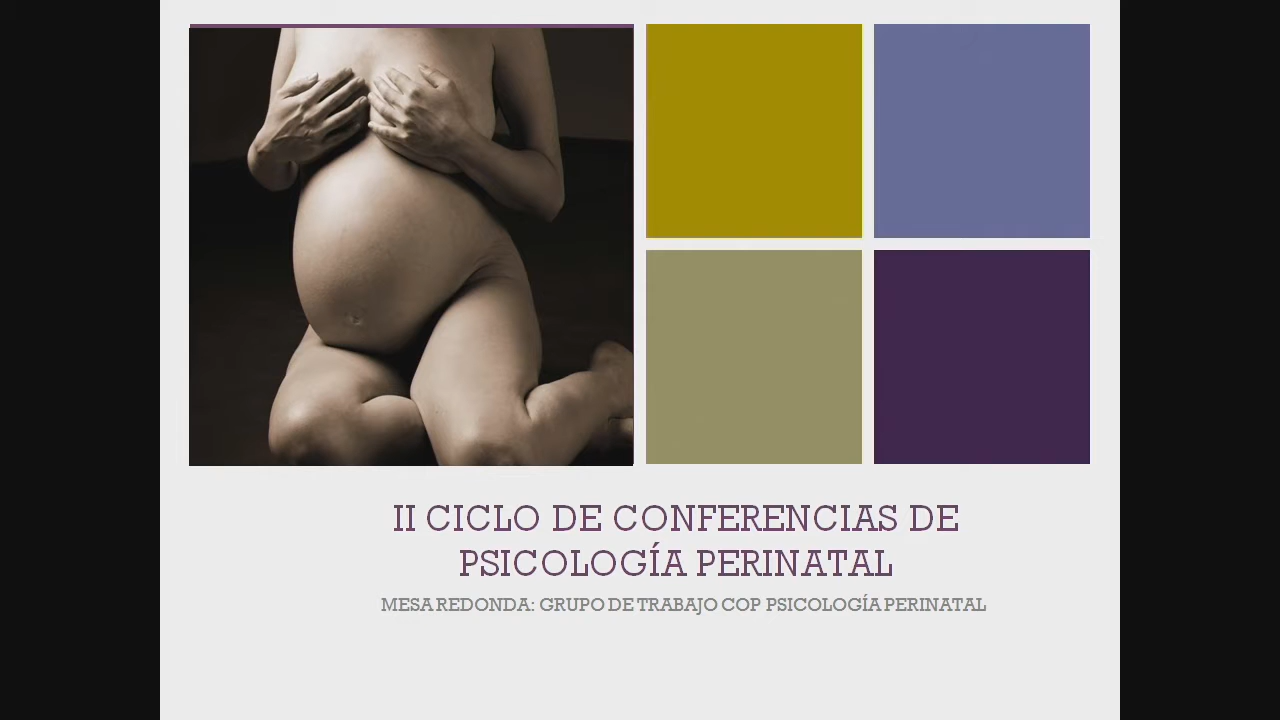 II CICLO DE CONFERENCIAS DE
PSICOLOGÍA PERINATAL
MESA REDONDA: GRUPO DE TRABAJO COP PSICOLOGÍA PERINATAL